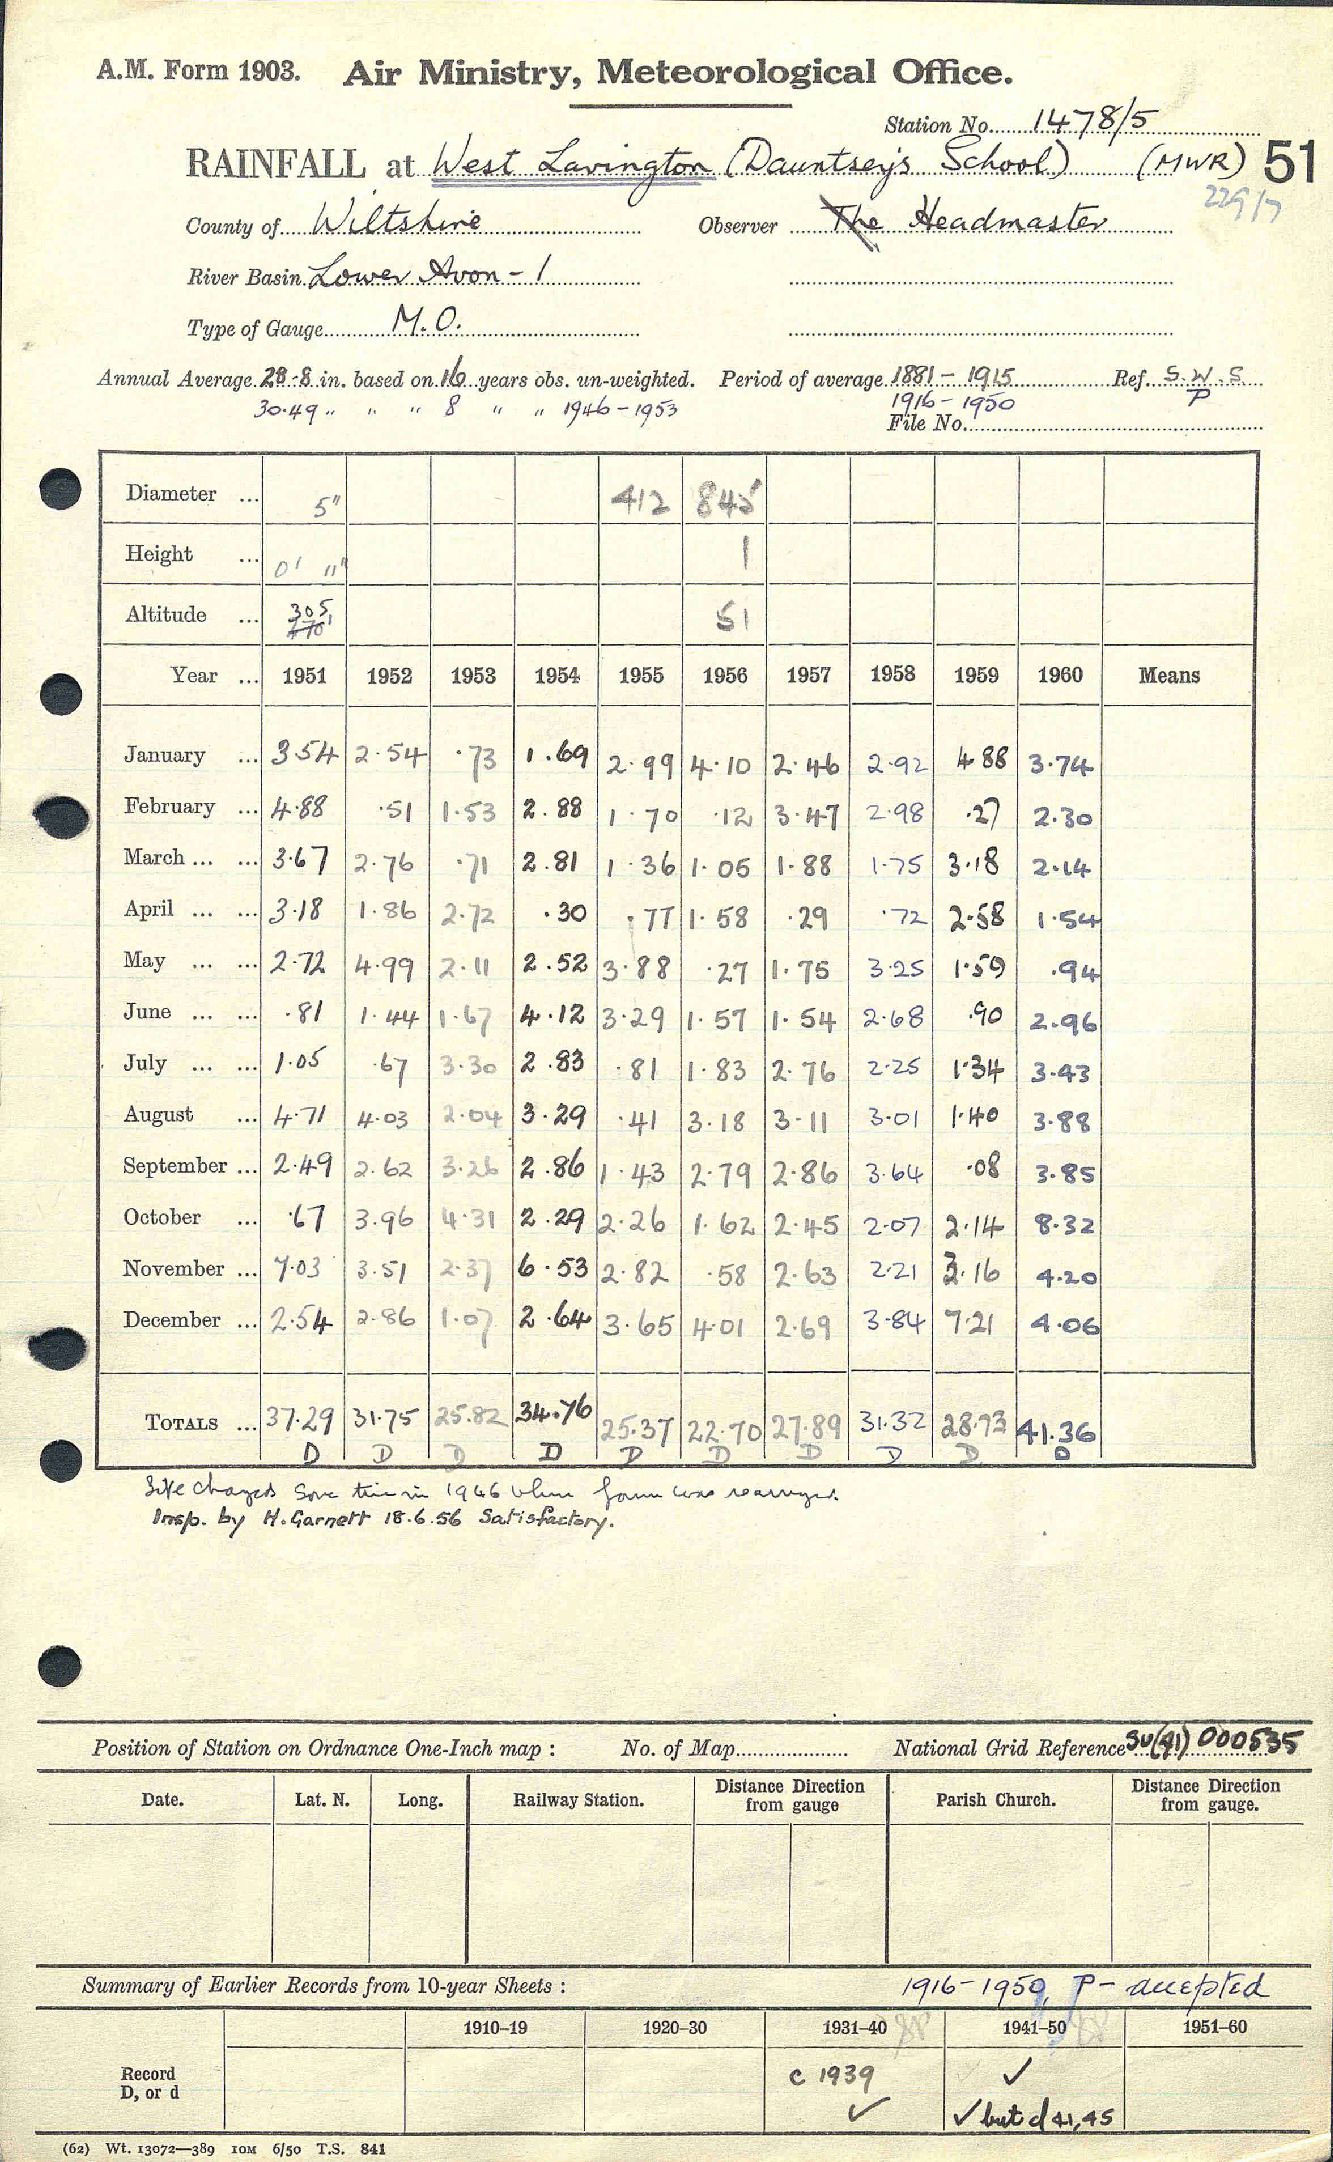 A.M. Form 1903. Air Ministry, Meteorological Office.
Station No. 1478/5
RAINFALL at West Lavington (Dauntsey's School) (MWR) 51
229/7
County of Wiltshire Observer The Headmaster
River Basin Lower Avon - 1
Type of Gauge M.O.
Annual Average 28.8 in. based on 16 years obs. un-weighted. Period of average 1881 - 1915 Ref. S.W.S
30.49 " " " 8 " " 1946-1953 1916-1950 P
File No.
Diameter ... 5" 412 845
Height ... 0' 11" 1
Altitude ... 305 51
Year ... 1951 1952 1953 1954 1955 1956 1957 1958 1959 1960 Means
January ... 3.54 2.54 .73 1.69 2.99 4.10 2.46 2.92 4.88 3.74
February ... 4.88 .51 1.53 2.88 1.70 .12 3.47 2.98 .27 2.30
March ... ... 3.67 2.76 .71 2.81 1.36 1.05 1.88 1.75 3.18 2.14
April ... ... 3.18 1.86 2.72 .30 .77 1.58 .29 .72 2.58 1.54
May ... ... 2.72 4.99 2.11 2.52 3.88 .27 1.75 3.25 1.59 .94
June ... ... .81 1.44 1.67 4.12 3.29 1.57 1.54 2.68 .90 2.96
July ... ... 1.05 .67 3.30 2.83 .81 1.83 2.76 2.25 1.34 3.43
August ... 4.71 4.03 2.04 3.29 .41 3.18 3.11 3.01 1.40 3.88
September ... 2.49 2.62 3.26 2.86 1.43 2.79 2.86 3.64 .08 3.85
October ... .67 3.96 4.31 2.29 2.26 1.62 2.45 2.07 2.14 8.32
November ... 7.03 3.51 2.37 6.53 2.82 .58 2.63 2.21 3.16 4.20
December ... 2.54 2.86 1.07 2.64 3.65 4.01 2.69 3.84 7.21 4.06
TOTALS ... 37.29 31.75 25.82 34.76 25.37 22.70 27.89 31.32 28.73 41.36
D D D D D D D D D D
Site changed some time in 1946 when farm was rearranged.
Insp. by H. Garnett 18.6.56 Satisfactory.
Position of Station on Ordnance One-Inch map : No. of Map National Grid Reference SU(41) 000535
Date. Lat. N. Long. Railway Station. Distance Direction from gauge Parish Church. Distance Direction from gauge.
Summary of Earlier Records from 10-year Sheets : 1916-1950, P - accepted
1910–19 1920–30 1931–40 1941–50 1951–60
Record D, or d c 1939 ✓
✓ ✓ but d 41,45
(62) Wt. 13072—389 10M 6/50 T.S. 841